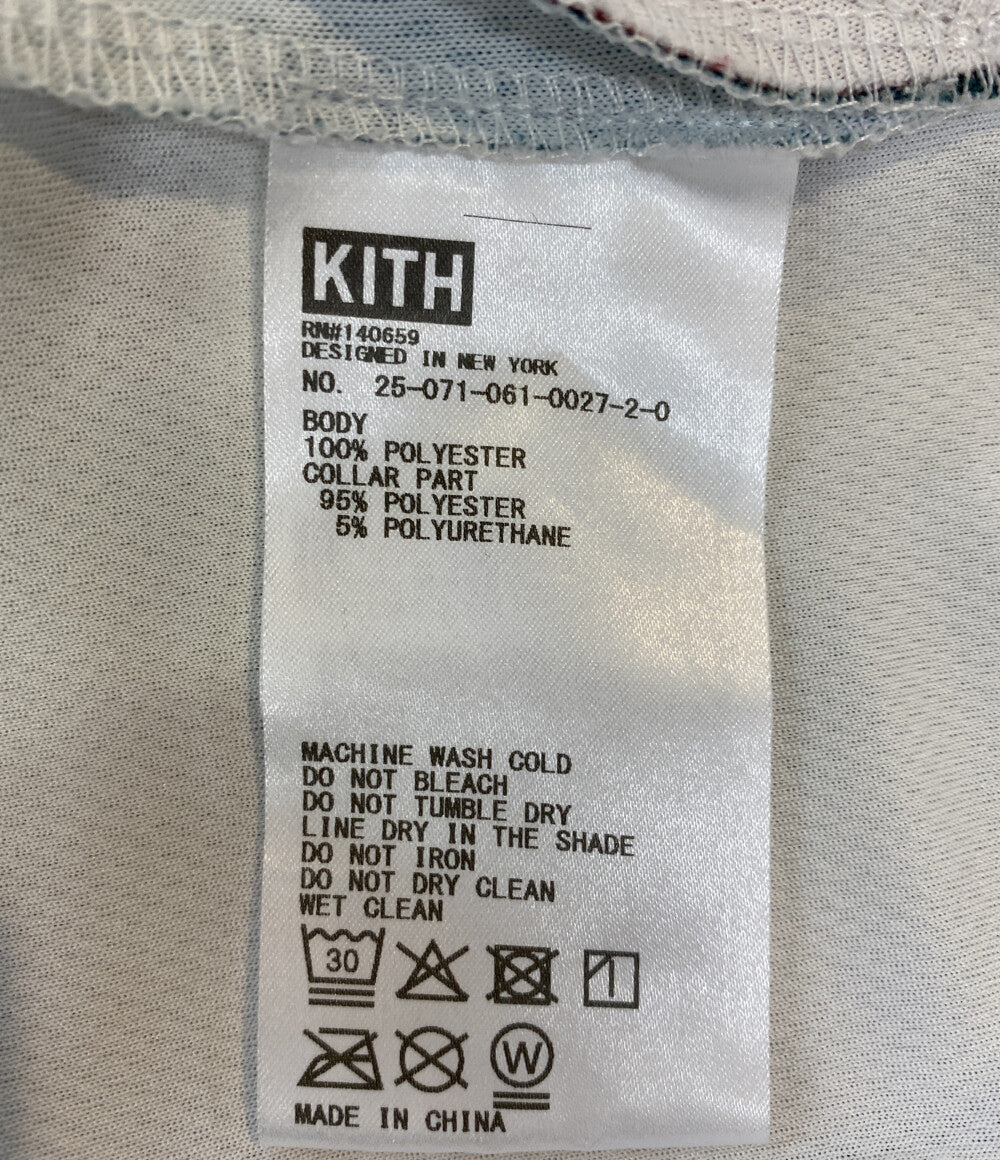 KITH
RN#140659
DESIGNED IN NEW YORK
NO. 25-071-061-0027-2-0
BODY
100% POLYESTER
COLLAR PART
95% POLYESTER
5% POLYURETHANE
MACHINE WASH COLD
DO NOT BLEACH
DO NOT TUMBLE DRY
LINE DRY IN THE SHADE
DO NOT IRON
DO NOT DRY CLEAN
WET CLEAN
30
W
MADE IN CHINA